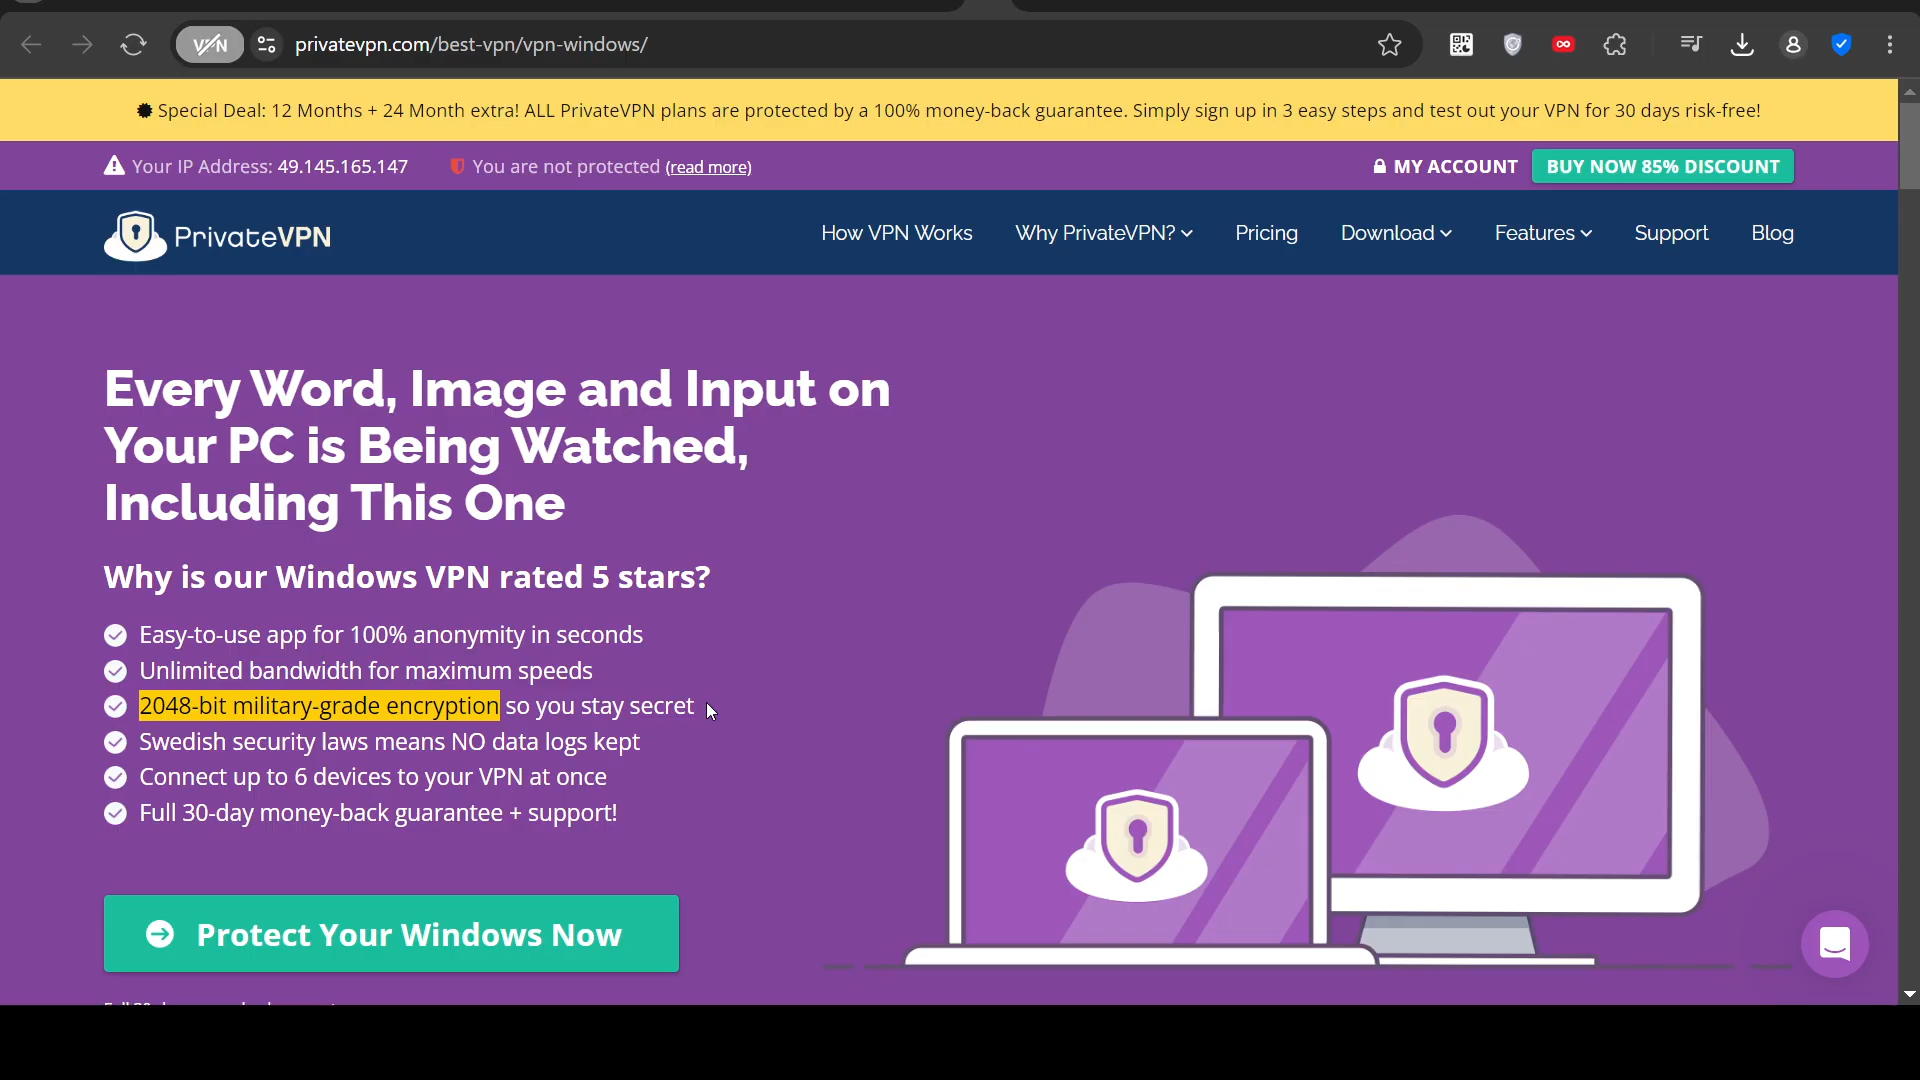 VPN
privatevpn.com/best-vpn/vpn-windows/
Special Deal: 12 Months + 24 Month extra! ALL PrivateVPN plans are protected by a 100% money-back guarantee. Simply sign up in 3 easy steps and test out your VPN for 30 days risk-free!
Your IP Address: 49.145.165.147 You are not protected (read more) MY ACCOUNT BUY NOW 85% DISCOUNT
PrivateVPN How VPN Works Why PrivateVPN? Pricing Download Features Support Blog
Every Word, Image and Input on
Your PC is Being Watched,
Including This One
Why is our Windows VPN rated 5 stars?
Easy-to-use app for 100% anonymity in seconds
Unlimited bandwidth for maximum speeds
2048-bit military-grade encryption so you stay secret
Swedish security laws means NO data logs kept
Connect up to 6 devices to your VPN at once
Full 30-day money-back guarantee + support!
Protect Your Windows Now